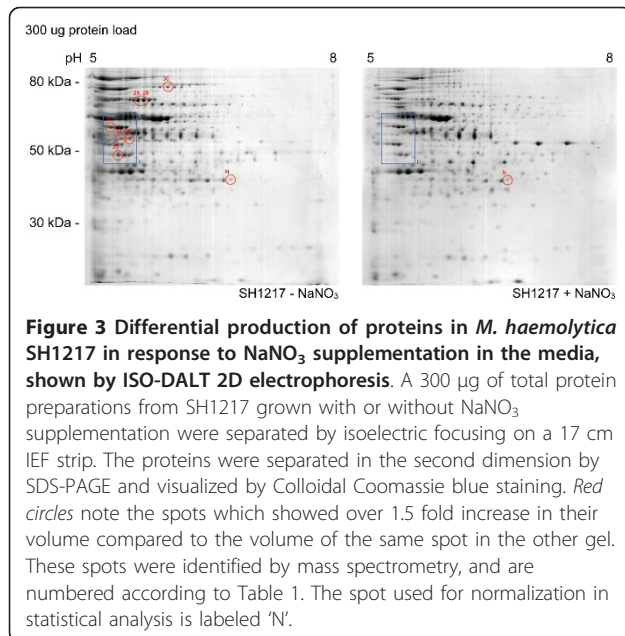 300 ug protein load
pH 5 8 5 8
80 kDa -
50 kDa -
30 kDa -
28, 29
N N
SH1217 - NaNO₃ SH1217 + NaNO₃
Figure 3 Differential production of proteins in M. haemolytica
SH1217 in response to NaNO₃ supplementation in the media,
shown by ISO-DALT 2D electrophoresis. A 300 μg of total protein
preparations from SH1217 grown with or without NaNO₃
supplementation were separated by isoelectric focusing on a 17 cm
IEF strip. The proteins were separated in the second dimension by
SDS-PAGE and visualized by Colloidal Coomassie blue staining. Red
circles note the spots which showed over 1.5 fold increase in their
volume compared to the volume of the same spot in the other gel.
These spots were identified by mass spectrometry, and are
numbered according to Table 1. The spot used for normalization in
statistical analysis is labeled ‘N’.